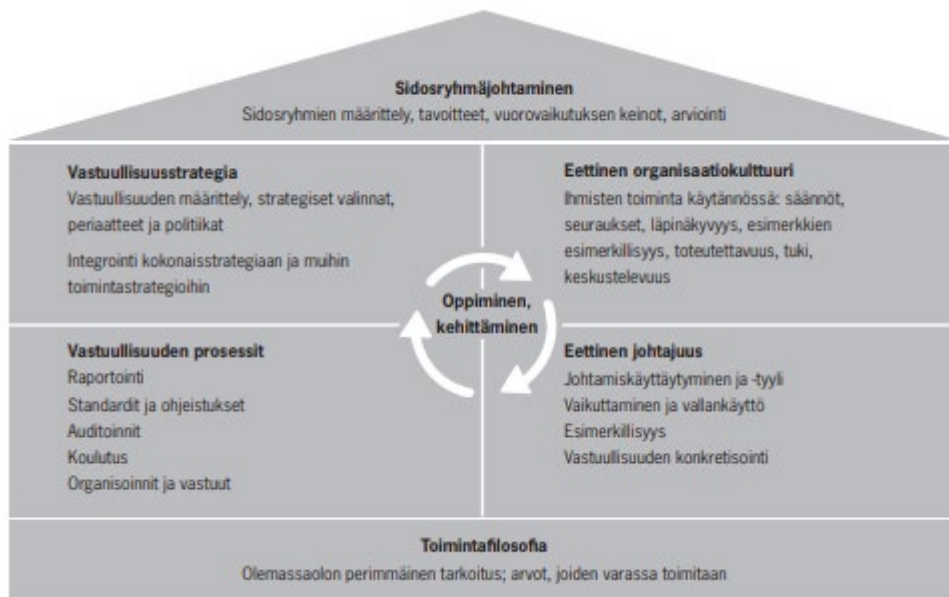 Sidosryhmäjohtaminen
Sidosryhmien määrittely, tavoitteet, vuorovaikutuksen keinot, arviointi
Vastuullisuusstrategia
Vastuullisuuden määrittely, strategiset valinnat,
periaatteet ja politiikat
Integrointi kokonaisstrategiaan ja muihin
toimintastrategioihin
Eettinen organisaatiokulttuuri
Ihmisten toiminta käytännössä: säännöt,
seuraukset, läpinäkyvyys, esimerkkien
esimerkillisyys, toteutettavuus, tuki,
keskustelevuus
Oppiminen,
kehittäminen
Vastuullisuuden prosessit
Raportointi
Standardit ja ohjeistukset
Auditoinnit
Koulutus
Organisoinnit ja vastuut
Eettinen johtajuus
Johtamiskäyttäytyminen ja -tyyli
Vaikuttaminen ja vallankäyttö
Esimerkillisyys
Vastuullisuuden konkretisointi
Toimintafilosofia
Olemassaolon perimmäinen tarkoitus; arvot, joiden varassa toimitaan